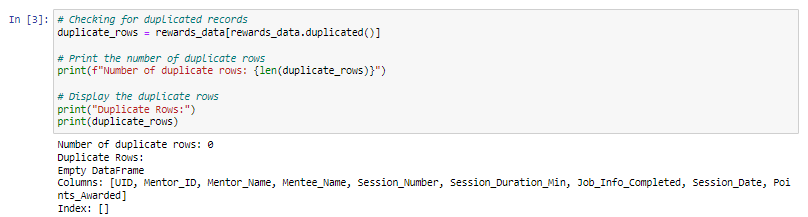 In [3]: # Checking for duplicated records
duplicate_rows = rewards_data[rewards_data.duplicated()]
# Print the number of duplicate rows
print(f"Number of duplicate rows: {len(duplicate_rows)}")
# Display the duplicate rows
print("Duplicate Rows:")
print(duplicate_rows)
Number of duplicate rows: 0
Duplicate Rows:
Empty DataFrame
Columns: [UID, Mentor_ID, Mentor_Name, Mentee_Name, Session_Number, Session_Duration_Min, Job_Info_Completed, Session_Date, Poi
nts_Awarded]
Index: []